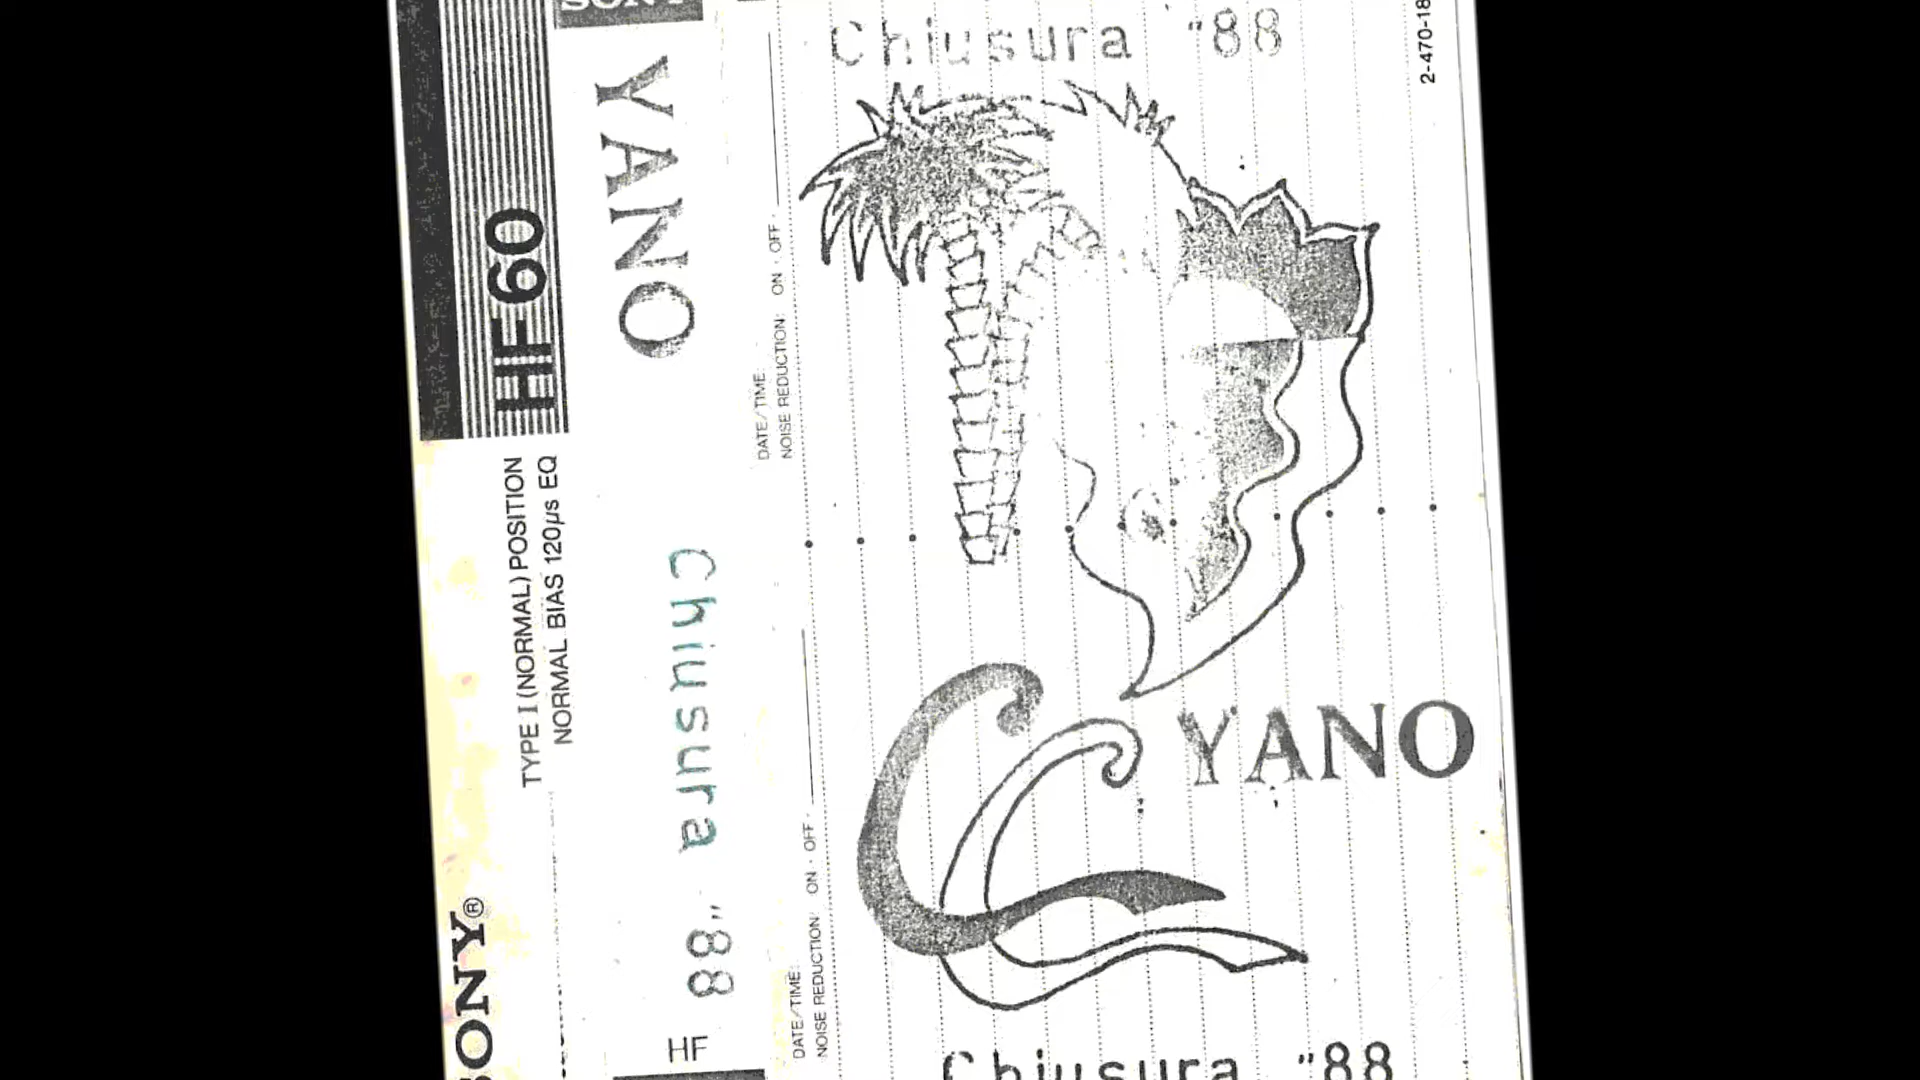 SONY
HF60
TYPE I (NORMAL) POSITION
NORMAL BIAS 120μs EQ
SONY®
YANO
Chiusura "88
HF
DATE/TIME:
NOISE REDUCTION: ON · OFF
DATE/TIME:
NOISE REDUCTION: ON · OFF
Chiusura "88
2-470-18
YANO
Chiusura "88